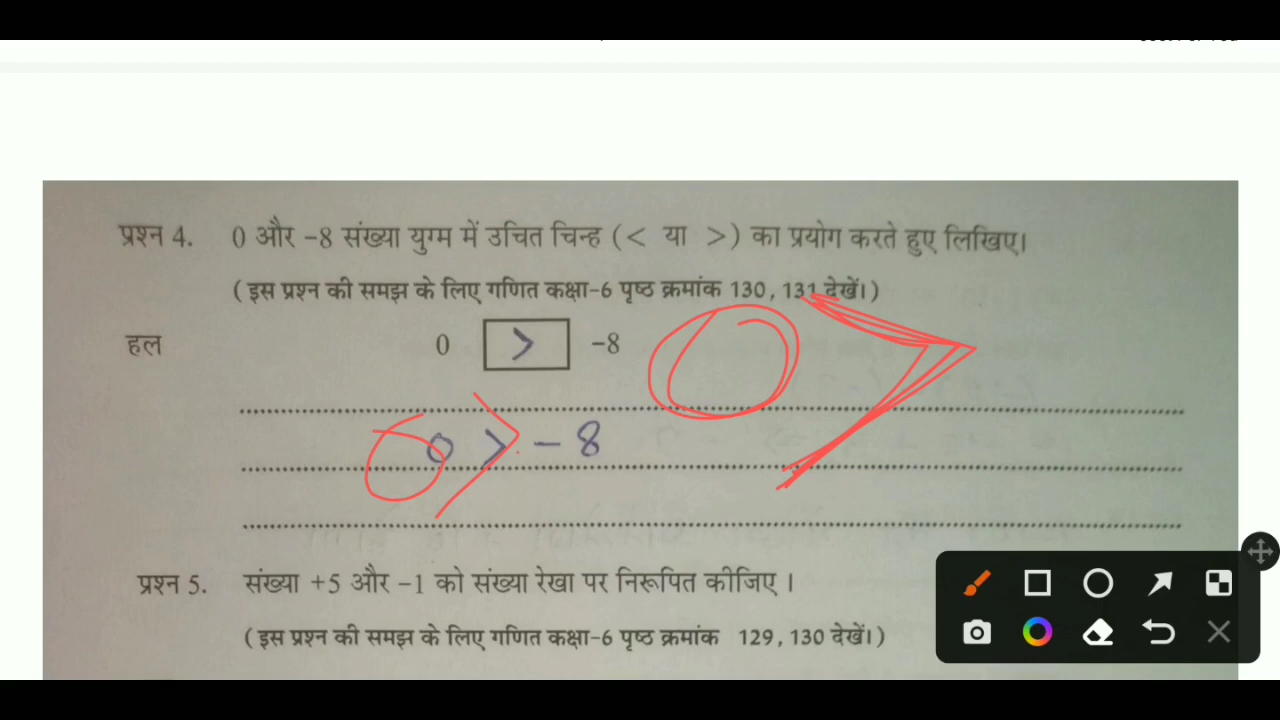 प्रश्न 4. 0 और -8 संख्या युग्म में उचित चिन्ह (< या >) का प्रयोग करते हुए लिखिए।
(इस प्रश्न की समझ के लिए गणित कक्षा-6 पृष्ठ क्रमांक 130, 131 देखें।)
हल 0 > -8
0 > - 8
प्रश्न 5. संख्या +5 और -1 को संख्या रेखा पर निरूपित कीजिए ।
(इस प्रश्न की समझ के लिए गणित कक्षा-6 पृष्ठ क्रमांक 129, 130 देखें।)